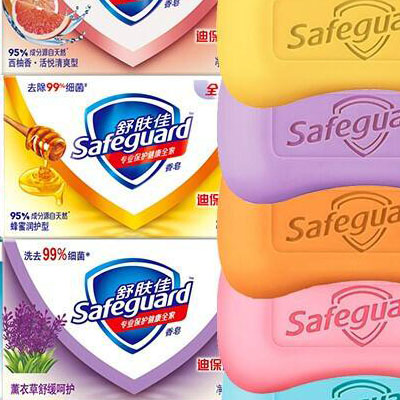 95%成分源自天然*
西柚香·活悦清爽型
迪保
净
去除99%细菌*
全
舒肤佳
Safeguard
专业保护健康全家
香皂
迪保
95%成分源自天然*
蜂蜜润护型
净
洗去99%细菌*
舒肤佳
Safeguard
专业保护健康全家
香皂
迪保
薰衣草舒缓呵护
净
Safeguard
Safeguard
Safeguard
Safeguard